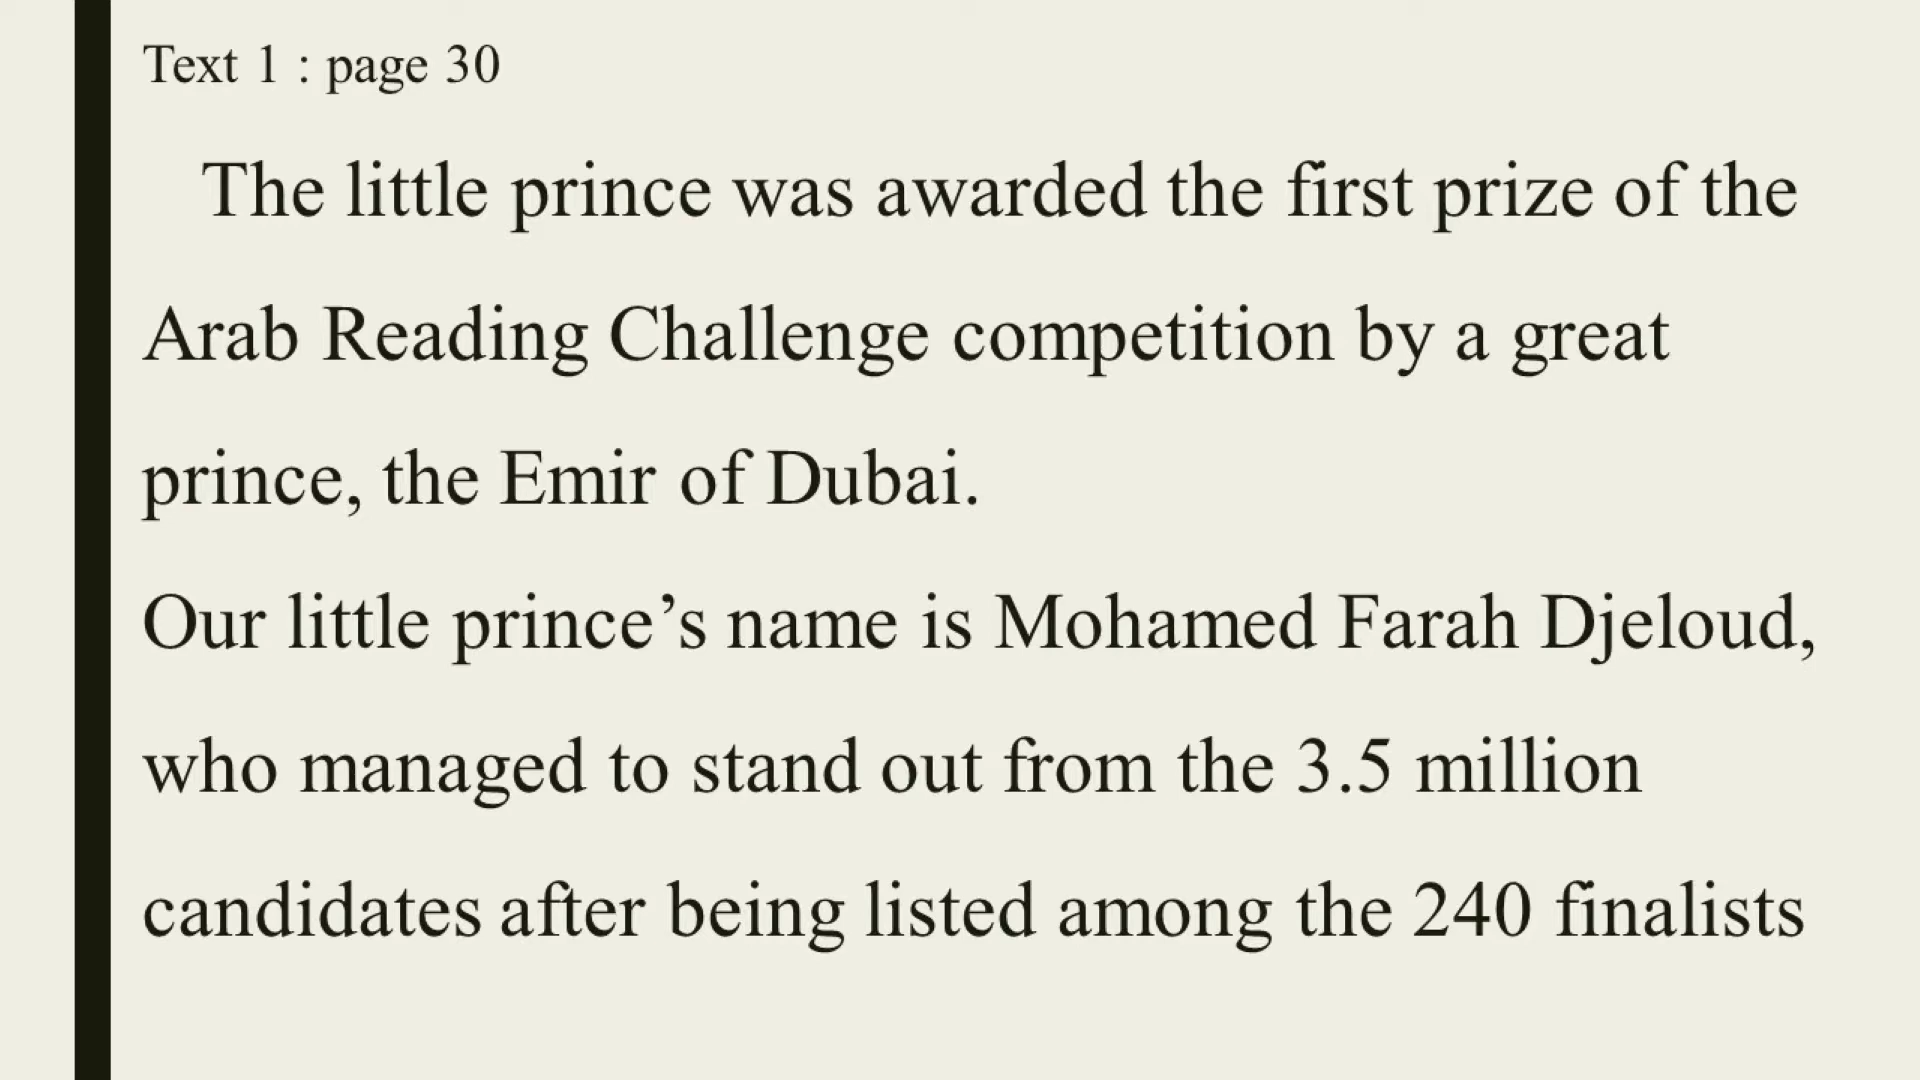 Text 1 : page 30
The little prince was awarded the first prize of the
Arab Reading Challenge competition by a great
prince, the Emir of Dubai.
Our little prince’s name is Mohamed Farah Djeloud,
who managed to stand out from the 3.5 million
candidates after being listed among the 240 finalists